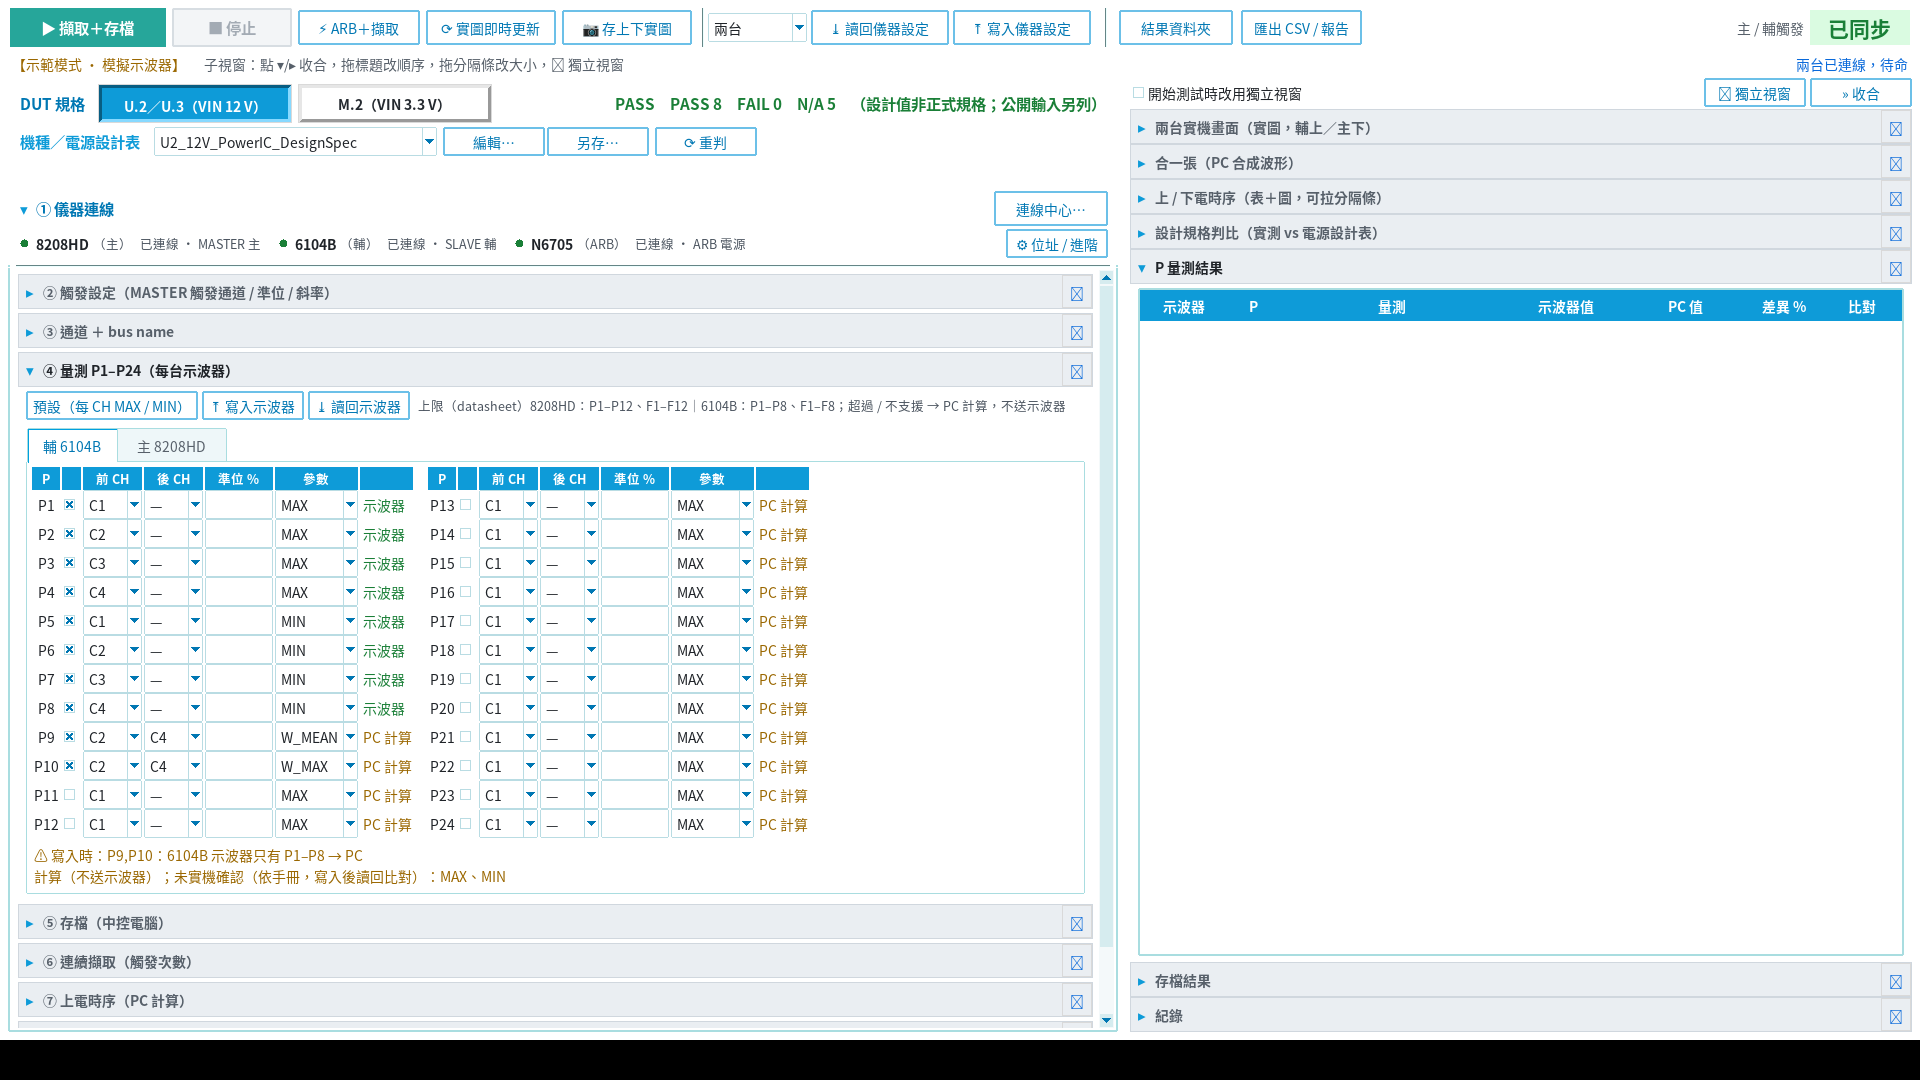 ▶ 擷取＋存檔 ■ 停止 ⚡ ARB＋擷取 ⟳ 實圖即時更新 📷 存上下實圖 兩台 ⤓ 讀回儀器設定 ⤒ 寫入儀器設定 結果資料夾 匯出 CSV / 報告 主 / 輔觸發 已同步
【示範模式 · 模擬示波器】 子視窗：點 ▾/▸ 收合，拖標題改順序，拖分隔條改大小， 獨立視窗 兩台已連線，待命
DUT 規格 U.2／U.3（VIN 12 V） M.2（VIN 3.3 V） PASS PASS 8 FAIL 0 N/A 5 （設計值非正式規格；公開輸入另列）
機種／電源設計表 U2_12V_PowerIC_DesignSpec 編輯⋯ 另存⋯ ⟳ 重判
▾ ① 儀器連線 連線中心⋯
● 8208HD （主） 已連線 · MASTER 主 ● 6104B （輔） 已連線 · SLAVE 輔 ● N6705 （ARB） 已連線 · ARB 電源 ⚙ 位址 / 進階
▸ ② 觸發設定（MASTER 觸發通道 / 準位 / 斜率）
▸ ③ 通道 ＋ bus name
▾ ④ 量測 P1–P24（每台示波器）
預設（每 CH MAX / MIN） ⤒ 寫入示波器 ⤓ 讀回示波器 上限（datasheet）8208HD：P1–P12、F1–F12｜6104B：P1–P8、F1–F8；超過 / 不支援 → PC 計算，不送示波器
輔 6104B 主 8208HD
P 前 CH 後 CH 準位 % 參數 P 前 CH 後 CH 準位 % 參數
P1 C1 — MAX 示波器 P13 C1 — MAX PC 計算
P2 C2 — MAX 示波器 P14 C1 — MAX PC 計算
P3 C3 — MAX 示波器 P15 C1 — MAX PC 計算
P4 C4 — MAX 示波器 P16 C1 — MAX PC 計算
P5 C1 — MIN 示波器 P17 C1 — MAX PC 計算
P6 C2 — MIN 示波器 P18 C1 — MAX PC 計算
P7 C3 — MIN 示波器 P19 C1 — MAX PC 計算
P8 C4 — MIN 示波器 P20 C1 — MAX PC 計算
P9 C2 C4 W_MEAN PC 計算 P21 C1 — MAX PC 計算
P10 C2 C4 W_MAX PC 計算 P22 C1 — MAX PC 計算
P11 C1 — MAX PC 計算 P23 C1 — MAX PC 計算
P12 C1 — MAX PC 計算 P24 C1 — MAX PC 計算
⚠ 寫入時：P9,P10：6104B 示波器只有 P1–P8 → PC
計算（不送示波器）；未實機確認（依手冊，寫入後讀回比對）：MAX、MIN
▸ ⑤ 存檔（中控電腦）
▸ ⑥ 連續擷取（觸發次數）
▸ ⑦ 上電時序（PC 計算）
開始測試時改用獨立視窗 獨立視窗 » 收合
▸ 兩台實機畫面（實圖，輔上／主下）
▸ 合一張（PC 合成波形）
▸ 上 / 下電時序（表＋圖，可拉分隔條）
▸ 設計規格判比（實測 vs 電源設計表）
▾ P 量測結果
示波器 P 量測 示波器值 PC 值 差異 % 比對
▸ 存檔結果
▸ 紀錄